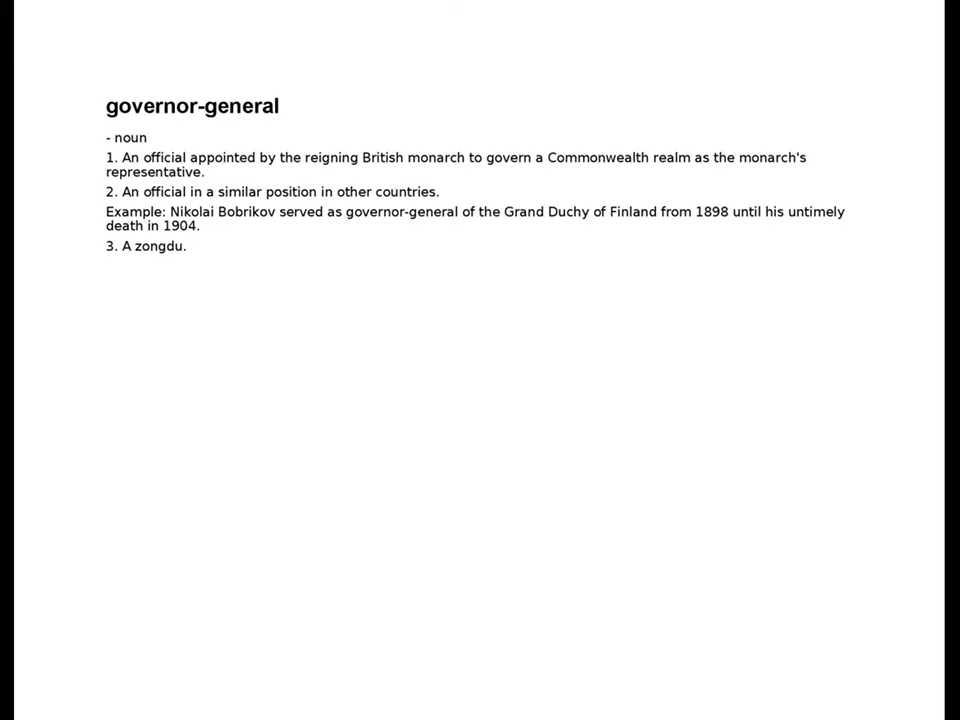 governor-general
- noun
1. An official appointed by the reigning British monarch to govern a Commonwealth realm as the monarch's
representative.
2. An official in a similar position in other countries.
Example: Nikolai Bobrikov served as governor-general of the Grand Duchy of Finland from 1898 until his untimely
death in 1904.
3. A zongdu.